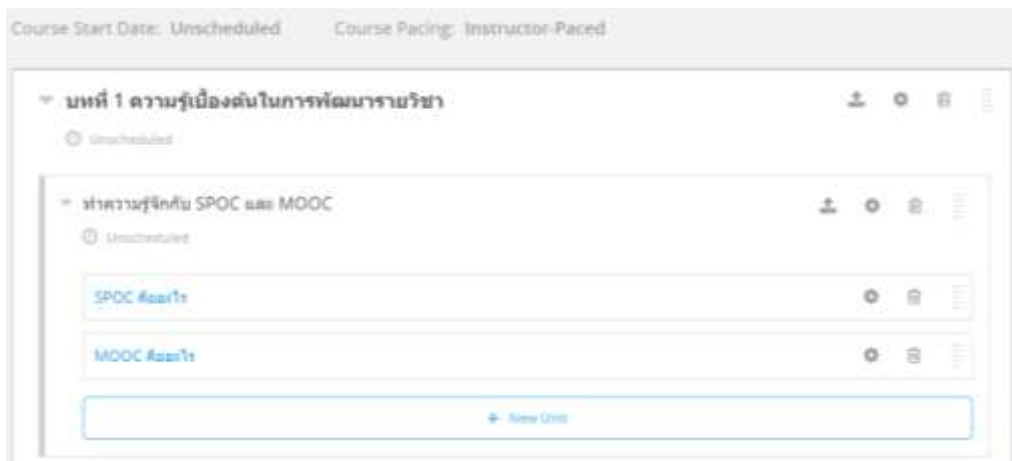 Course Start Date: Unscheduled Course Pacing: Instructor-Paced
บทที่ 1 ความรู้เบื้องต้นในการพัฒนารายวิชา
Unscheduled
ทำความรู้จักกับ SPOC และ MOOC
Unscheduled
SPOC คืออะไร
MOOC คืออะไร
+ New Unit